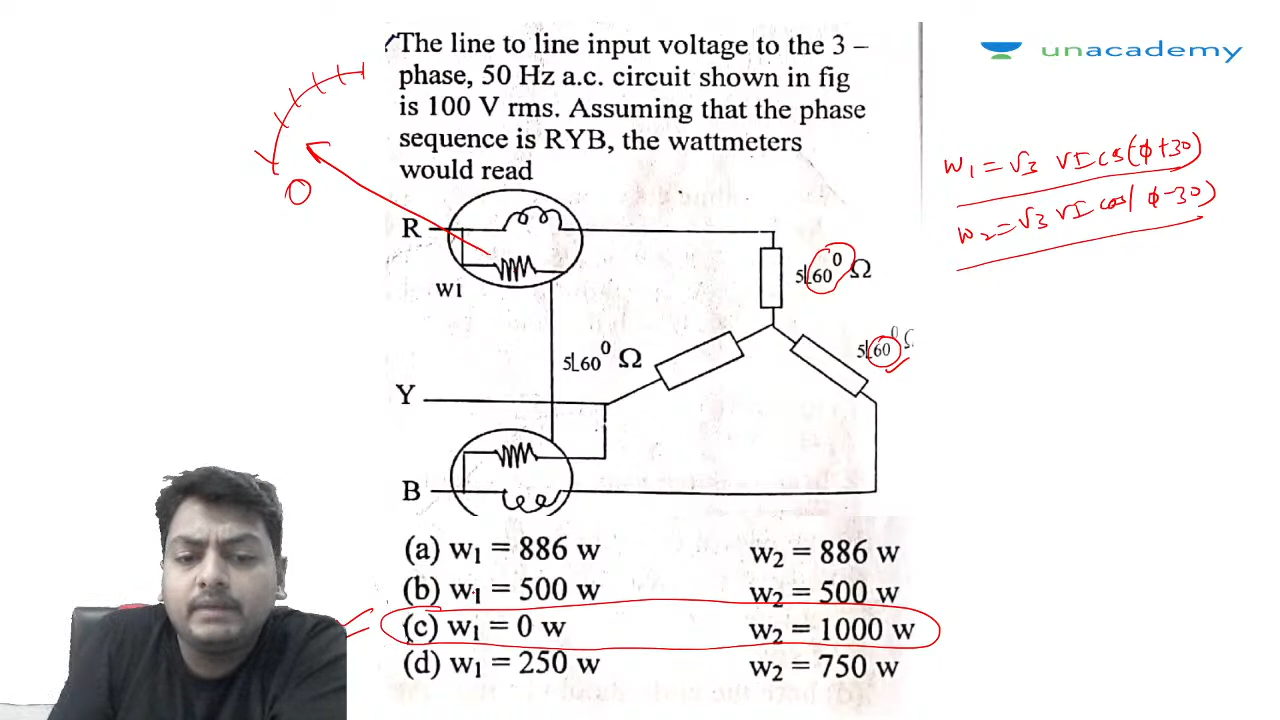 The line to line input voltage to the 3 –
phase, 50 Hz a.c. circuit shown in fig
is 100 V rms. Assuming that the phase
sequence is RYB, the wattmeters
would read
unacademy
W1 = √3 VI cos(φ+30)
W2 = √3 VI cos(φ-30)
0
R
W1
5∠60⁰ Ω
5∠60⁰ Ω
5∠60⁰
Y
B
(a) w₁ = 886 w w₂ = 886 w
(b) w₁ = 500 w w₂ = 500 w
(c) w₁ = 0 w w₂ = 1000 w
(d) w₁ = 250 w w₂ = 750 w